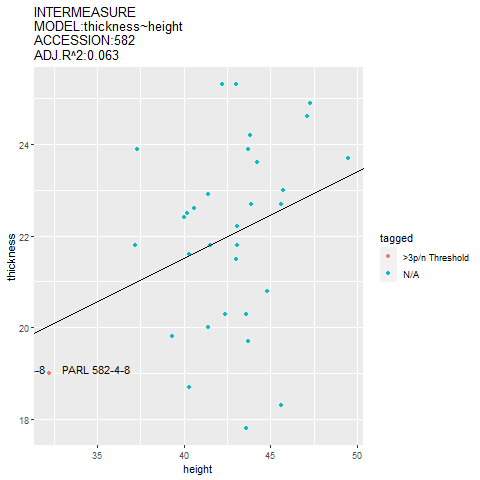 INTERMEASURE
MODEL:thickness~height
ACCESSION:582
ADJ.R^2:0.063
thickness
24
22
20
18
-8 PARL 582-4-8
35 40 45 50
height
tagged
>3p/n Threshold
N/A